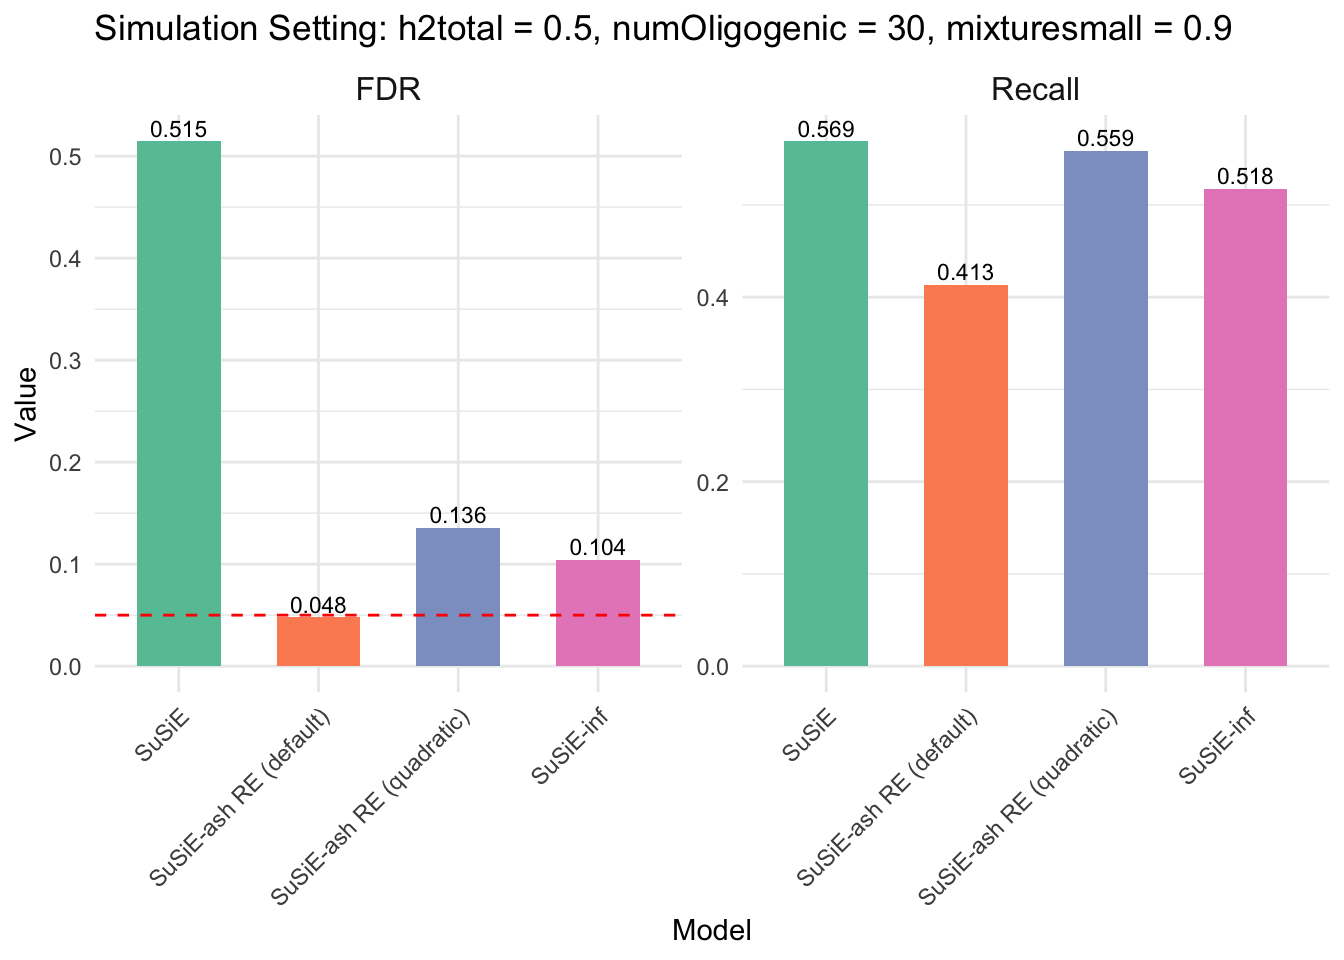 Simulation Setting: h2total = 0.5, numOligogenic = 30, mixturesmall = 0.9
FDR
Recall
Value
0.5
0.4
0.3
0.2
0.1
0.0
0.515
0.048
0.136
0.104
0.4
0.2
0.0
0.569
0.413
0.559
0.518
SuSiE
SuSiE-ash RE (default)
SuSiE-ash RE (quadratic)
SuSiE-inf
SuSiE
SuSiE-ash RE (default)
SuSiE-ash RE (quadratic)
SuSiE-inf
Model